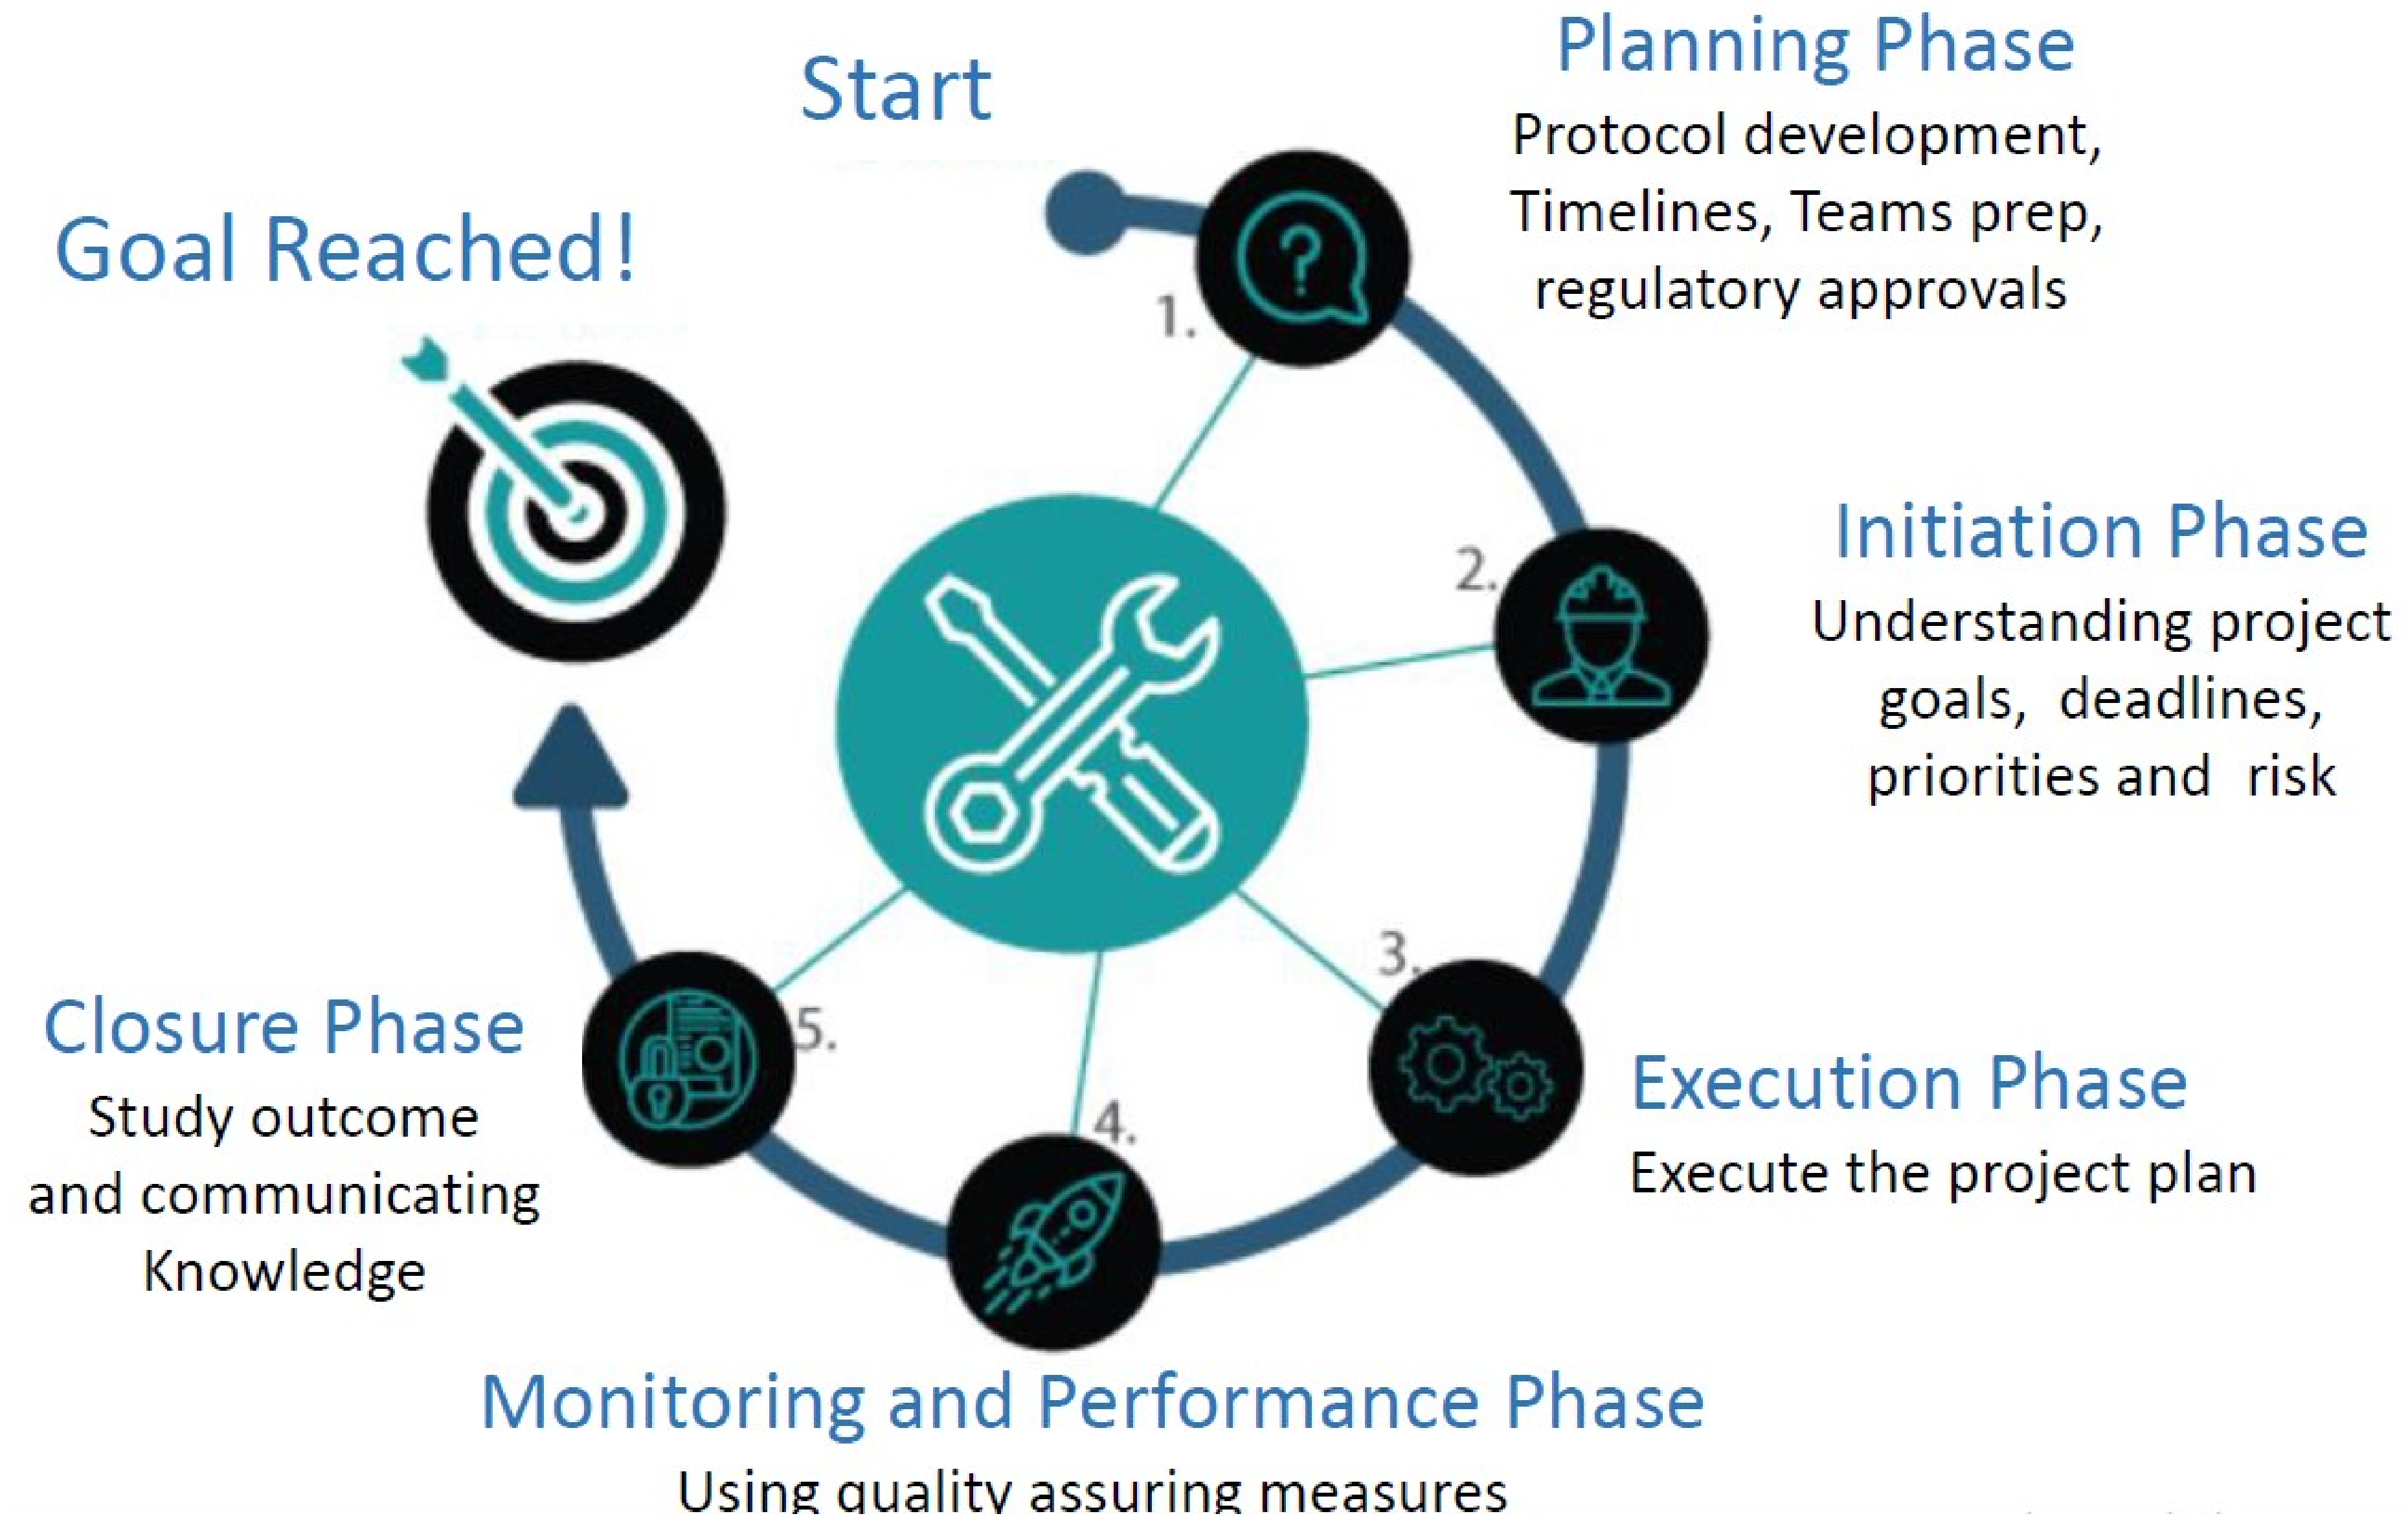 Start
Planning Phase
Protocol development,
Timelines, Teams prep,
regulatory approvals
Goal Reached!
1.
2.
Initiation Phase
Understanding project
goals, deadlines,
priorities and risk
3.
Execution Phase
Execute the project plan
4.
Monitoring and Performance Phase
Using quality assuring measures
5.
Closure Phase
Study outcome
and communicating
Knowledge